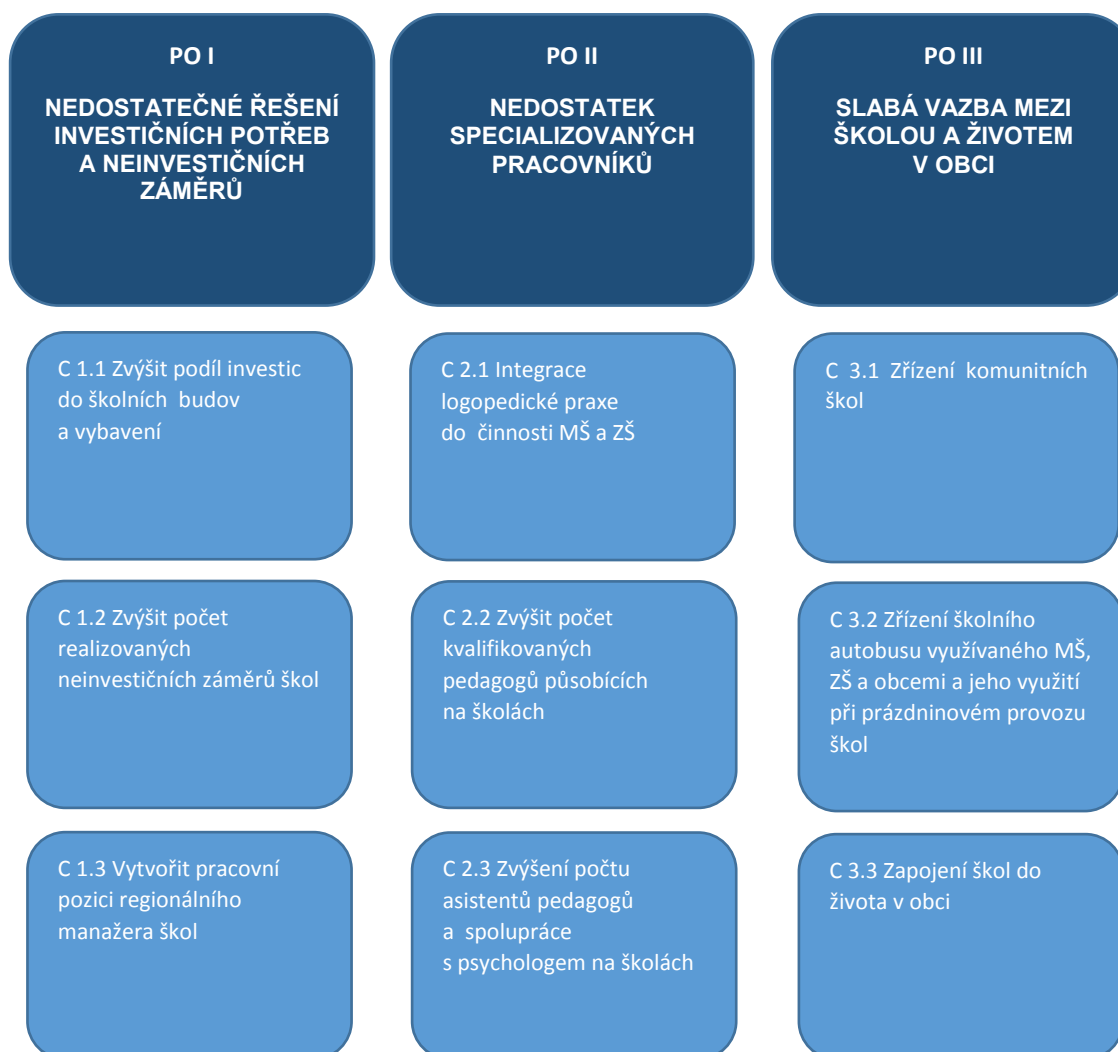 PO I
NEDOSTATEČNÉ ŘEŠENÍ
INVESTIČNÍCH POTŘEB
A NEINVESTIČNÍCH
ZÁMĚRŮ
PO II
NEDOSTATEK
SPECIALIZOVANÝCH
PRACOVNÍKŮ
PO III
SLABÁ VAZBA MEZI
ŠKOLOU A ŽIVOTEM
V OBCI
C 1.1 Zvýšit podíl investic
do školních budov
a vybavení
C 2.1 Integrace
logopedické praxe
do činnosti MŠ a ZŠ
C 3.1 Zřízení komunitních
škol
C 1.2 Zvýšit počet
realizovaných
neinvestičních záměrů škol
C 2.2 Zvýšit počet
kvalifikovaných
pedagogů působících
na školách
C 3.2 Zřízení školního
autobusu využívaného MŠ,
ZŠ a obcemi a jeho využití
při prázdninovém provozu
škol
C 1.3 Vytvořit pracovní
pozici regionálního
manažera škol
C 2.3 Zvýšení počtu
asistentů pedagogů
a spolupráce
s psychologem na školách
C 3.3 Zapojení škol do
života v obci